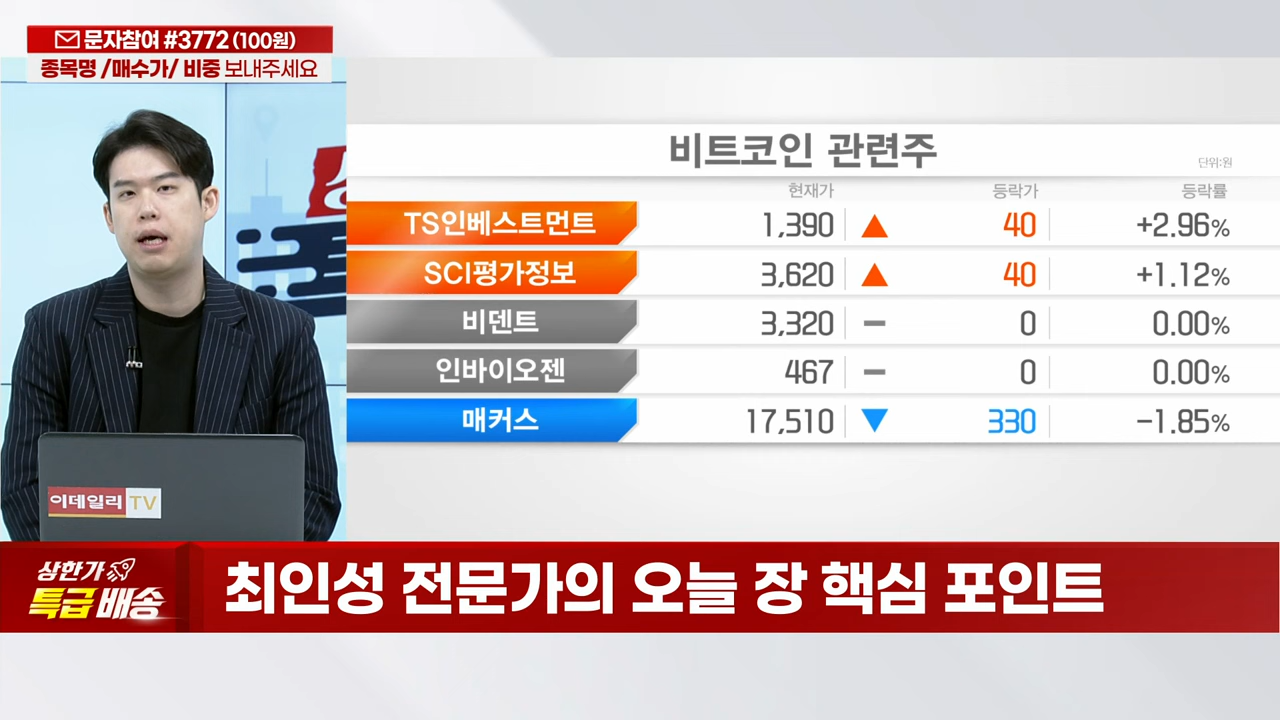 문자참여 #3772 (100원)
종목명 /매수가/ 비중 보내주세요
비트코인 관련주
단위:원
현재가 등락가 등락률
TS인베스트먼트 1,390 ▲ 40 +2.96%
SCI평가정보 3,620 ▲ 40 +1.12%
비덴트 3,320 － 0 0.00%
인바이오젠 467 － 0 0.00%
매커스 17,510 ▼ 330 -1.85%
이데일리 TV
상한가
특급 배송
최인성 전문가의 오늘 장 핵심 포인트